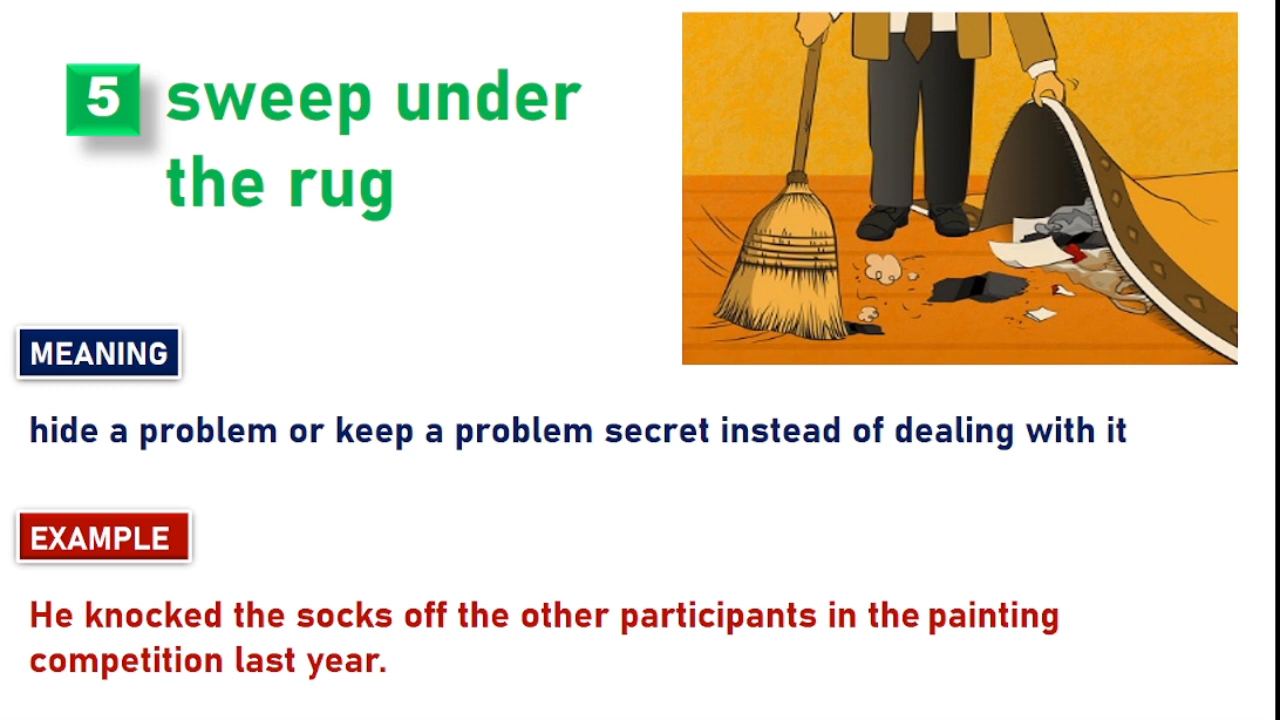 5 sweep under
the rug
MEANING
hide a problem or keep a problem secret instead of dealing with it
EXAMPLE
He knocked the socks off the other participants in the painting
competition last year.